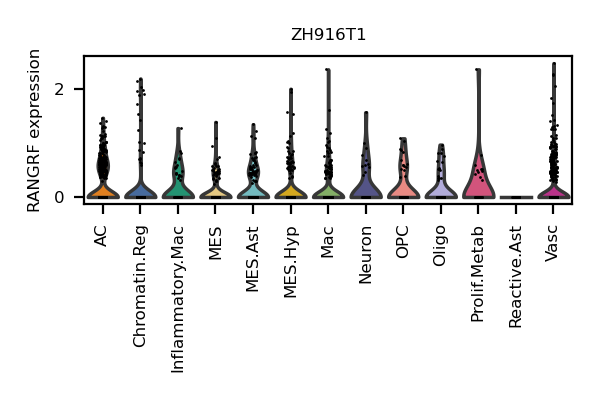 ZH916T1
RANGRF expression
2
0
AC
Chromatin.Reg
Inflammatory.Mac
MES
MES.Ast
MES.Hyp
Mac
Neuron
OPC
Oligo
Prolif.Metab
Reactive.Ast
Vasc